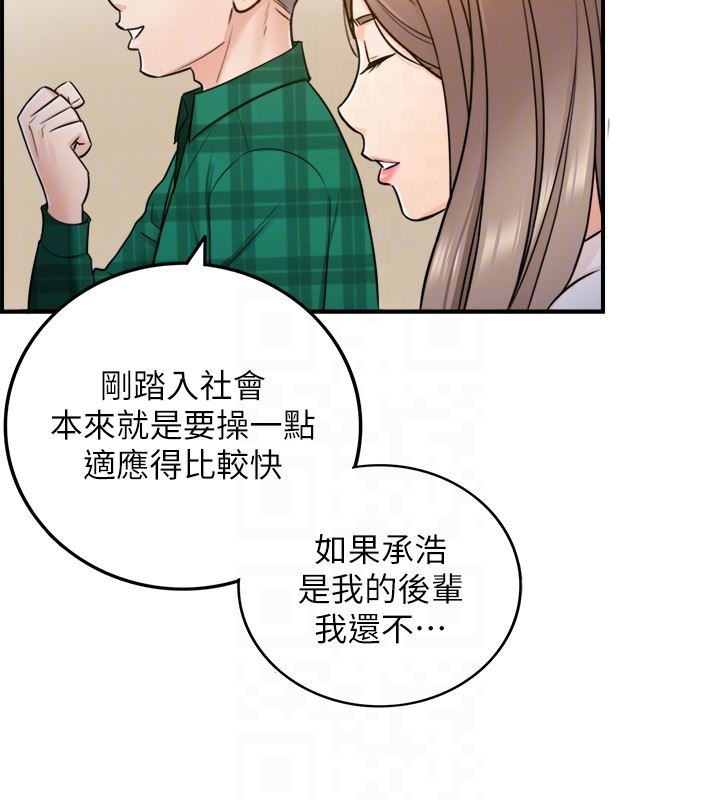 剛踏入社會
本來就是要操一點
適應得比較快
如果承浩
是我的後輩
我還不⋯